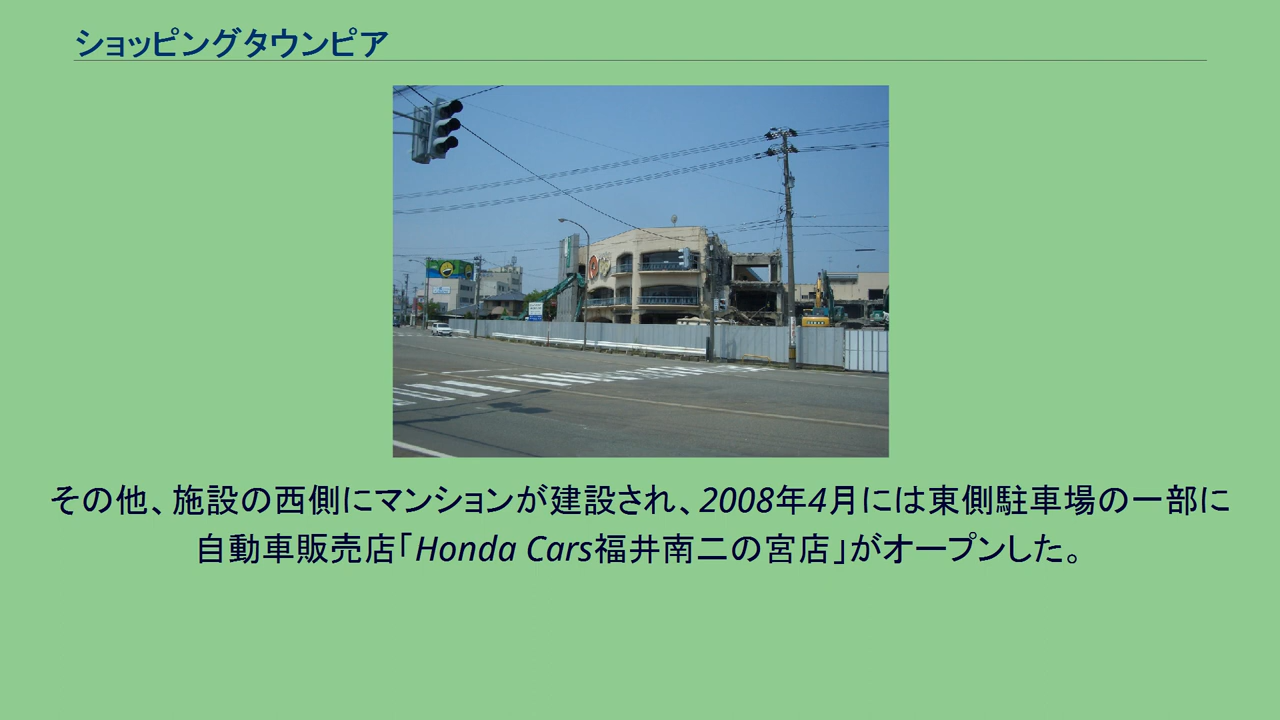 ショッピングタウンピア
その他、施設の西側にマンションが建設され、2008年4月には東側駐車場の一部に
自動車販売店「Honda Cars福井南二の宮店」がオープンした。